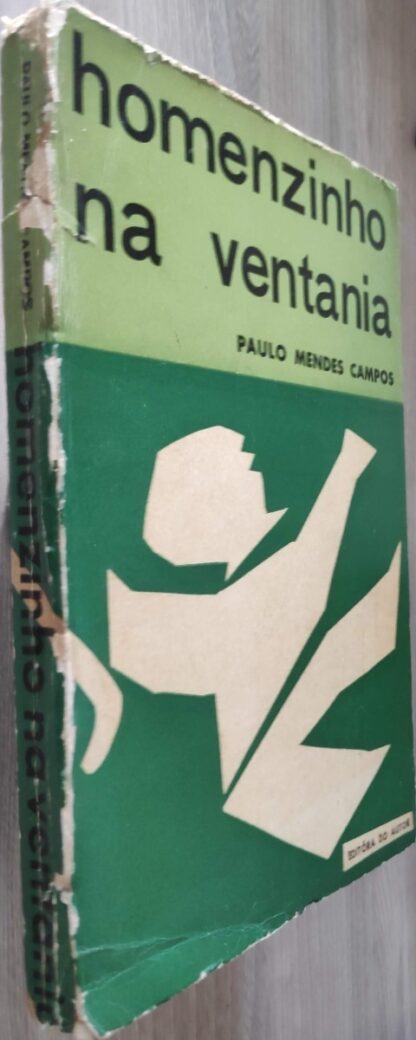 homenzinho
na ventania
PAULO MENDES CAMPOS
EDITÔRA DO AUTOR
homenzinho na ventania